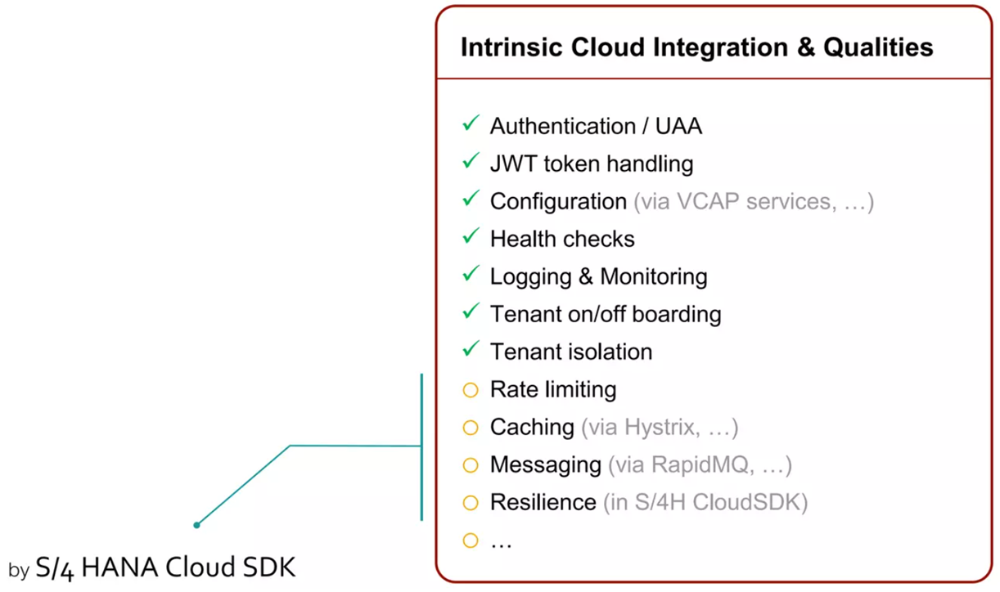 Intrinsic Cloud Integration & Qualities
Authentication / UAA
JWT token handling
Configuration (via VCAP services, …)
Health checks
Logging & Monitoring
Tenant on/off boarding
Tenant isolation
Rate limiting
Caching (via Hystrix, …)
Messaging (via RapidMQ, …)
Resilience (in S/4H CloudSDK)
…
by S/4 HANA Cloud SDK